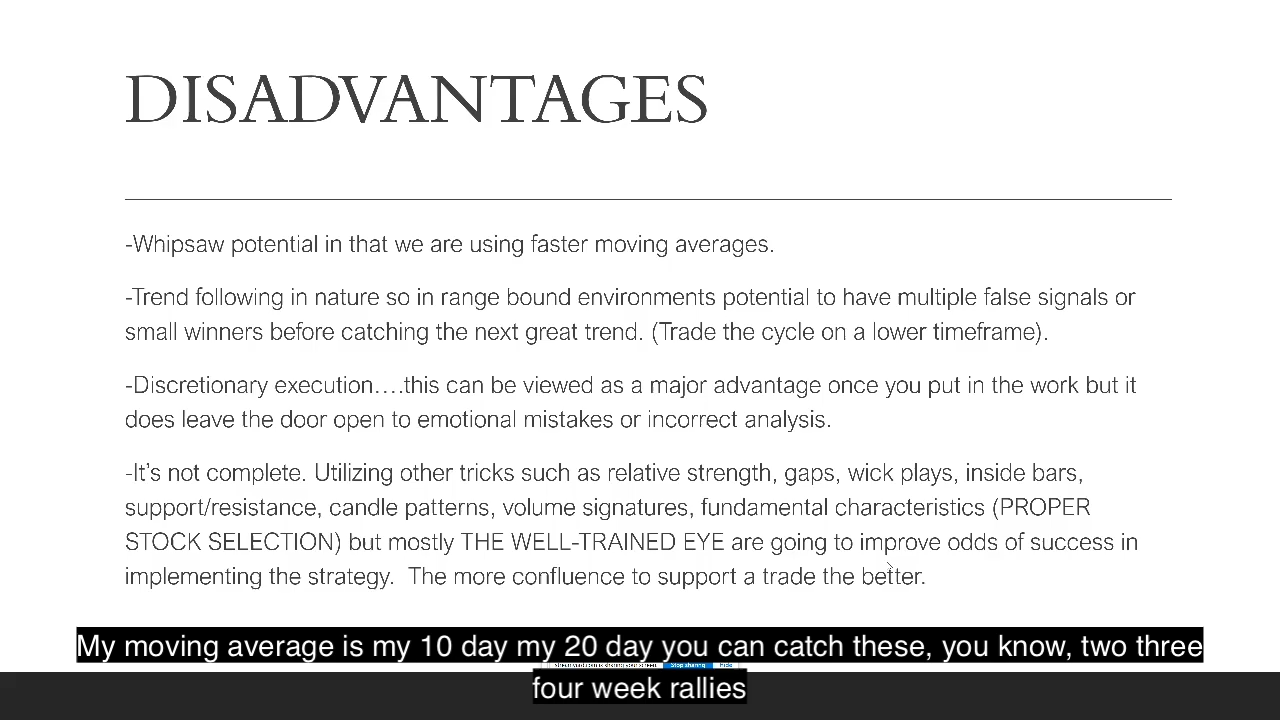 DISADVANTAGES
-Whipsaw potential in that we are using faster moving averages.
-Trend following in nature so in range bound environments potential to have multiple false signals or
small winners before catching the next great trend. (Trade the cycle on a lower timeframe).
-Discretionary execution….this can be viewed as a major advantage once you put in the work but it
does leave the door open to emotional mistakes or incorrect analysis.
-It's not complete. Utilizing other tricks such as relative strength, gaps, wick plays, inside bars,
support/resistance, candle patterns, volume signatures, fundamental characteristics (PROPER
STOCK SELECTION) but mostly THE WELL-TRAINED EYE are going to improve odds of success in
implementing the strategy.  The more confluence to support a trade the better.
My moving average is my 10 day my 20 day you can catch these, you know, two three
is sharing your screen. Stop sharing Hide
four week rallies